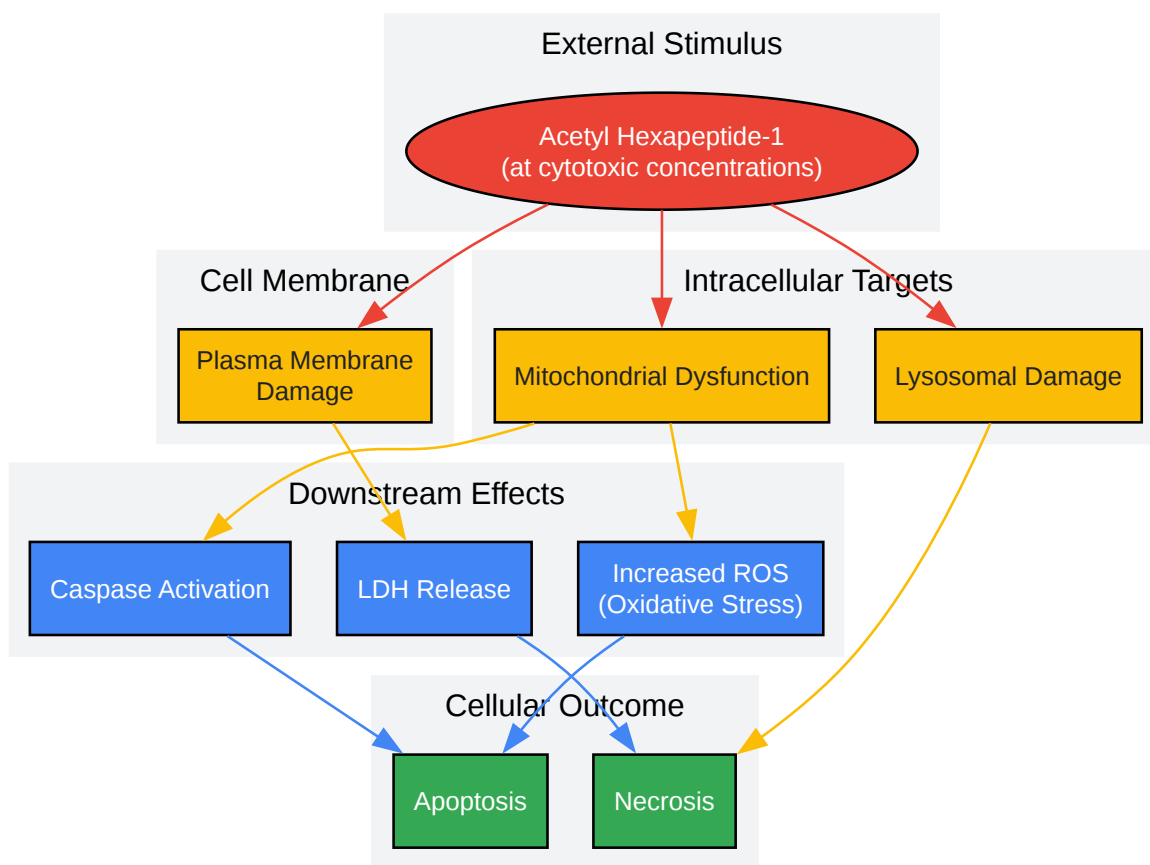 External Stimulus
Acetyl Hexapeptide-1
(at cytotoxic concentrations)
Cell Membrane
Intracellular Targets
Plasma Membrane
Damage
Mitochondrial Dysfunction
Lysosomal Damage
Downstream Effects
Caspase Activation
LDH Release
Increased ROS
(Oxidative Stress)
Cellular Outcome
Apoptosis
Necrosis